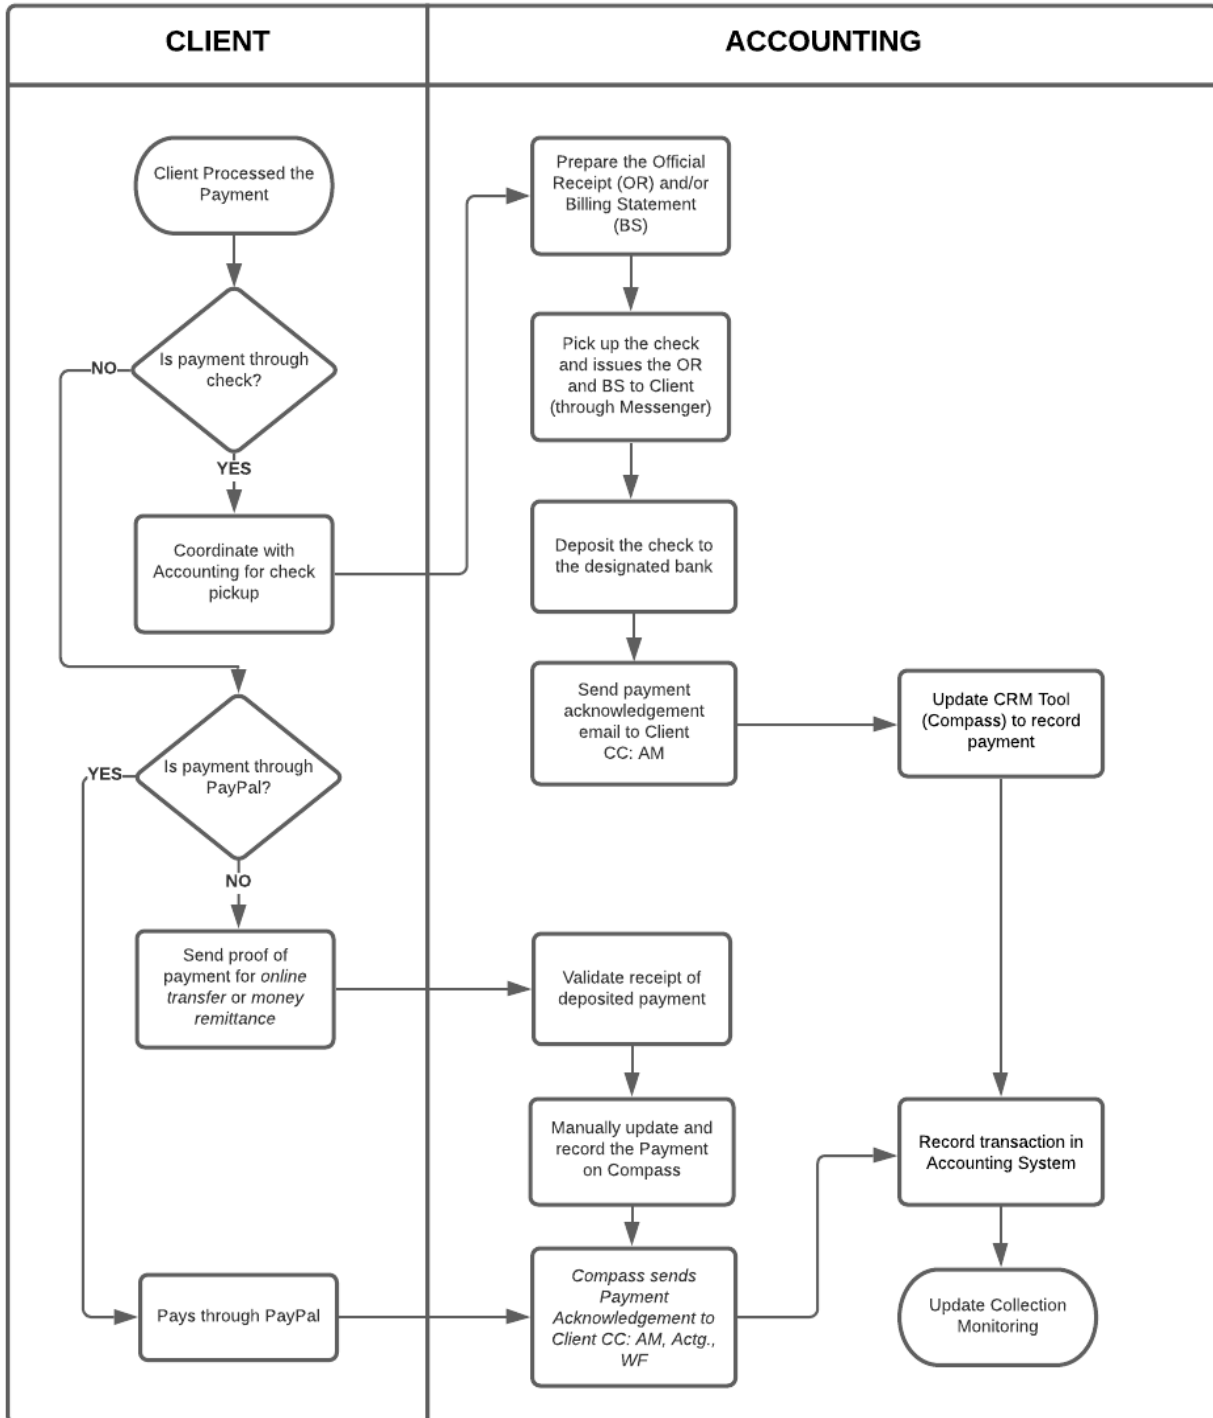 CLIENT
ACCOUNTING
Client Processed the
Payment
Is payment through
check?
NO
YES
Coordinate with
Accounting for check
pickup
Is payment through
PayPal?
YES
NO
Send proof of
payment for online
transfer or money
remittance
Pays through PayPal
Prepare the Official
Receipt (OR) and/or
Billing Statement
(BS)
Pick up the check
and issues the OR
and BS to Client
(through Messenger)
Deposit the check to
the designated bank
Send payment
acknowledgement
email to Client
CC: AM
Update CRM Tool
(Compass) to record
payment
Validate receipt of
deposited payment
Manually update and
record the Payment
on Compass
Compass sends
Payment
Acknowledgement to
Client CC: AM, Actg.,
WF
Record transaction in
Accounting System
Update Collection
Monitoring